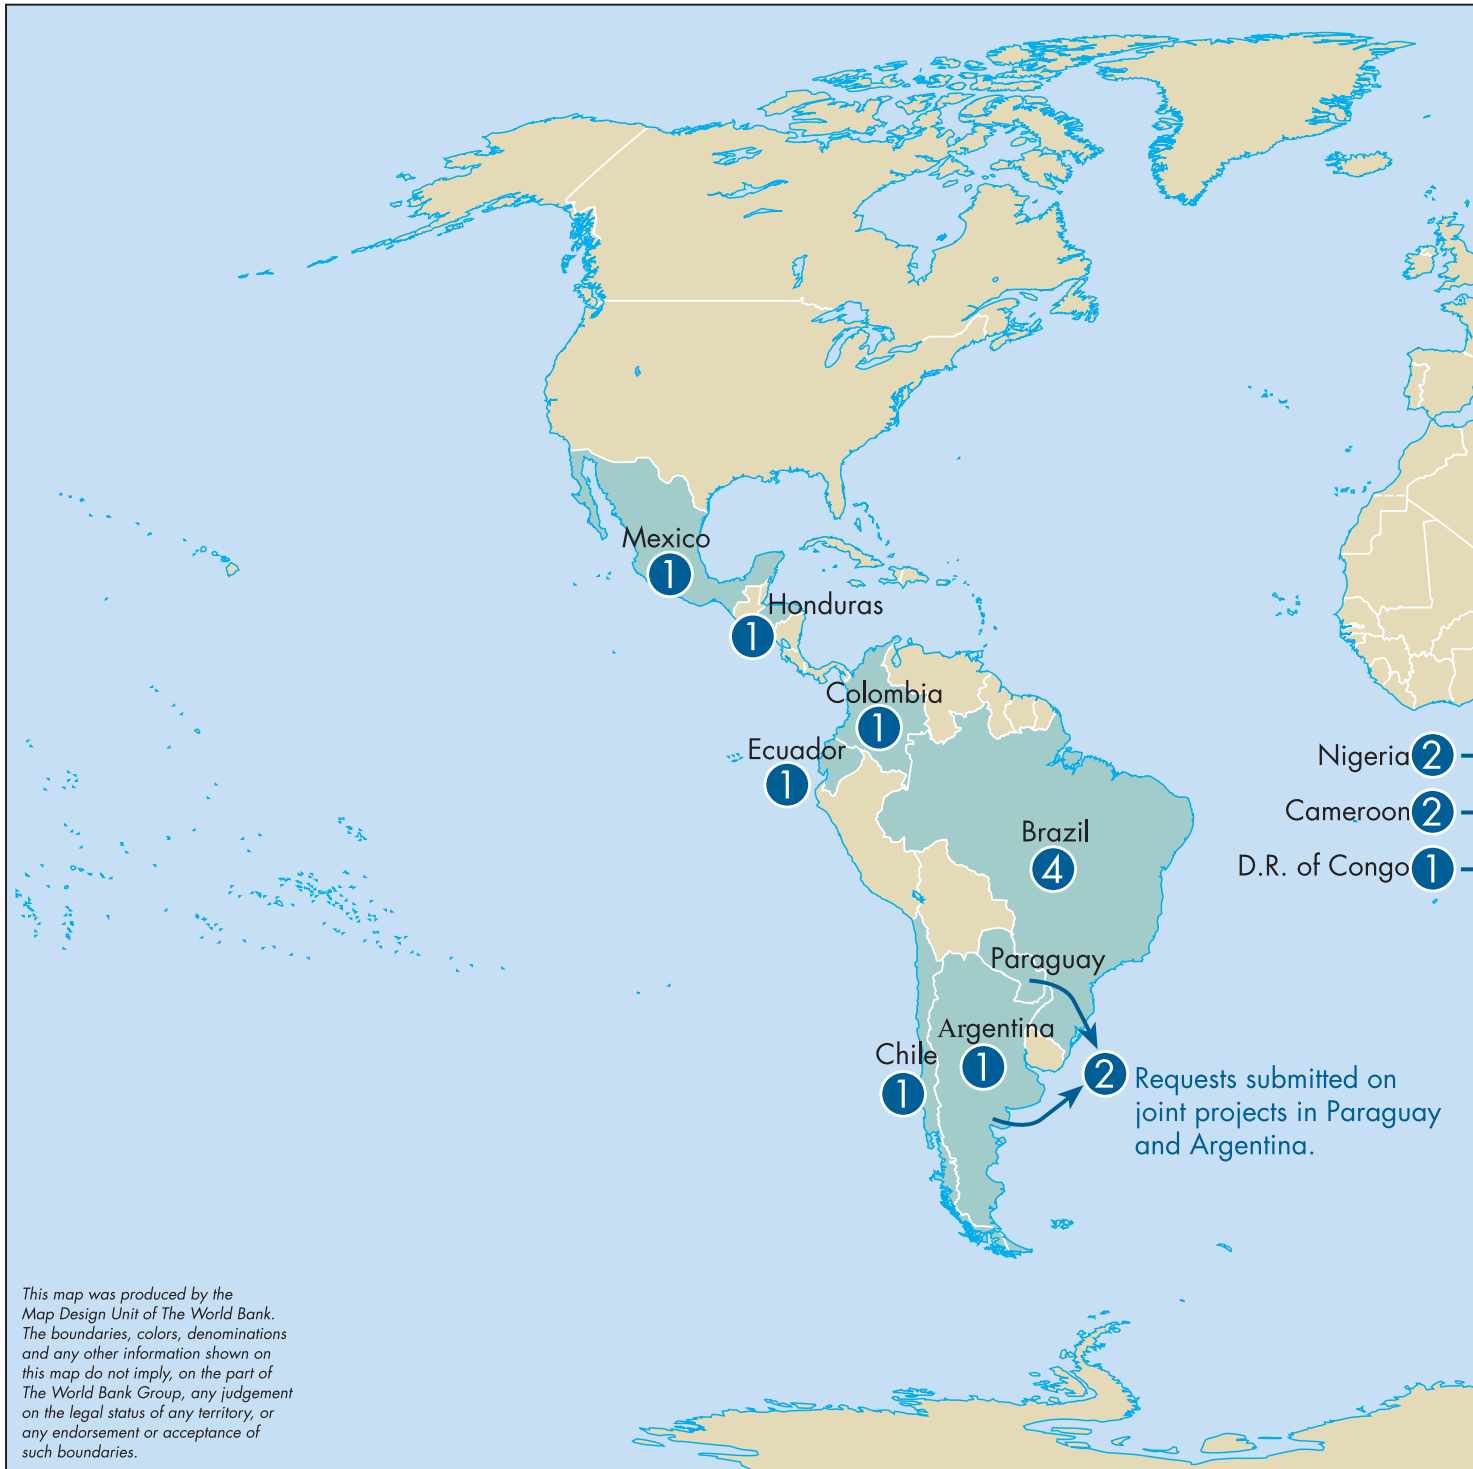 Mexico
1
Honduras
1
Colombia
1
Ecuador
1
Nigeria 2
Cameroon 2
D.R. of Congo 1
Brazil
4
Paraguay
Argentina
1
Chile
1
2
Requests submitted on
joint projects in Paraguay
and Argentina.
This map was produced by the
Map Design Unit of The World Bank.
The boundaries, colors, denominations
and any other information shown on
this map do not imply, on the part of
The World Bank Group, any judgement
on the legal status of any territory, or
any endorsement or acceptance of
such boundaries.